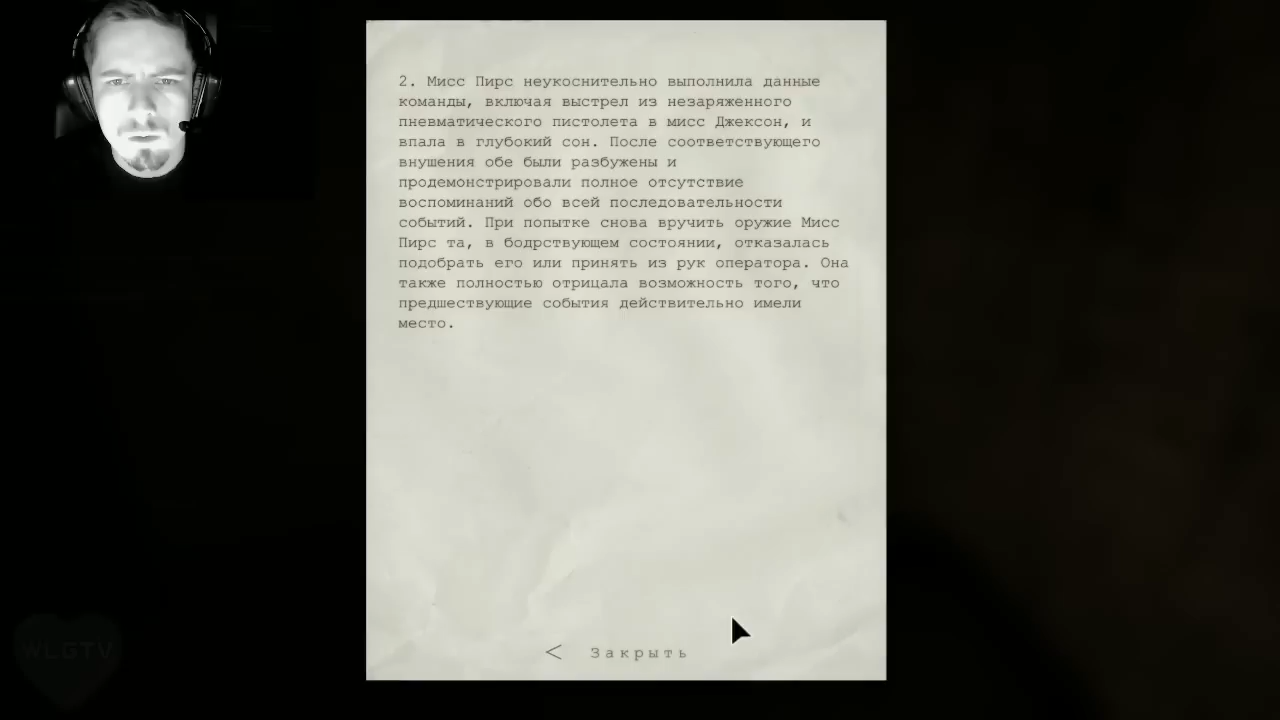 2. Мисс Пирс неукоснительно выполнила данные
команды, включая выстрел из незаряженного
пневматического пистолета в мисс Джексон, и
впала в глубокий сон. После соответствующего
внушения обе были разбужены и
продемонстрировали полное отсутствие
воспоминаний обо всей последовательности
событий. При попытке снова вручить оружие Мисс
Пирс та, в бодрствующем состоянии, отказалась
подобрать его или принять из рук оператора. Она
также полностью отрицала возможность того, что
предшествующие события действительно имели
место.
< Закрыть
WLGTV